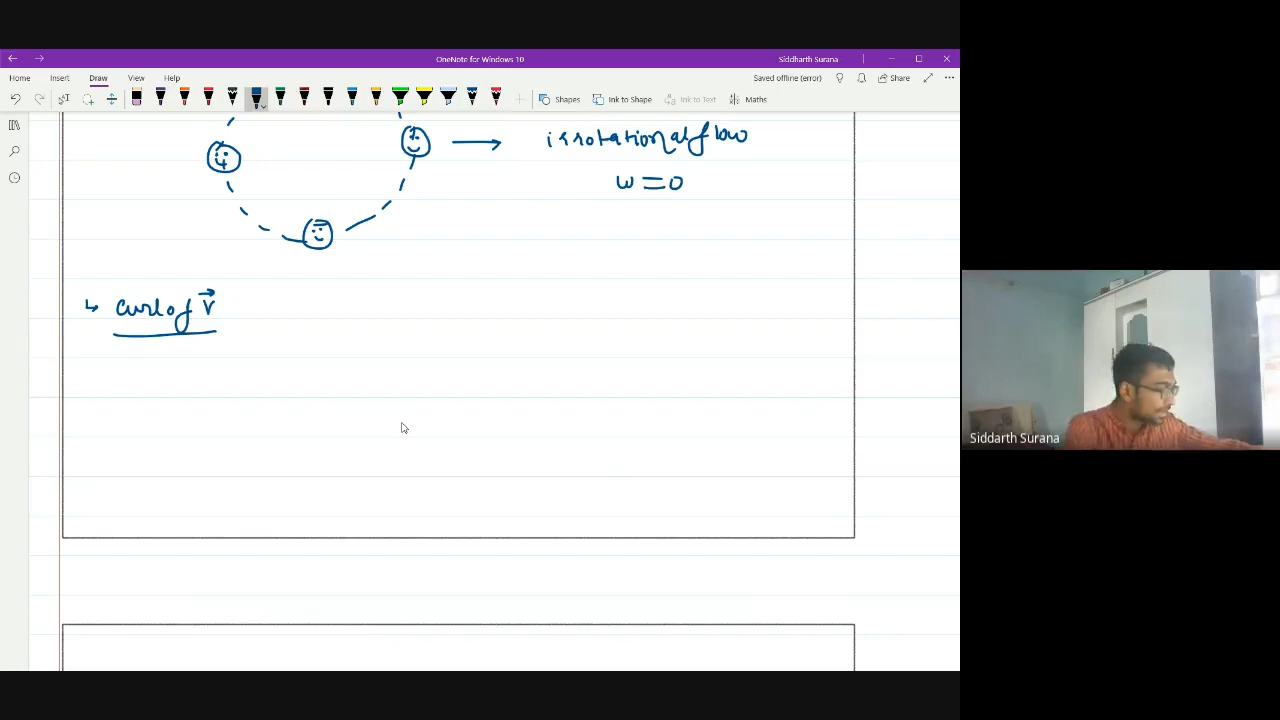 OneNote for Windows 10
Siddharth Surana
Home Insert Draw View Help
Saved offline (error)
Share
Shapes
Ink to Shape
Ink to Text
Maths
irrotational flow
w = 0
↳ curl of v⃗
Siddarth Surana